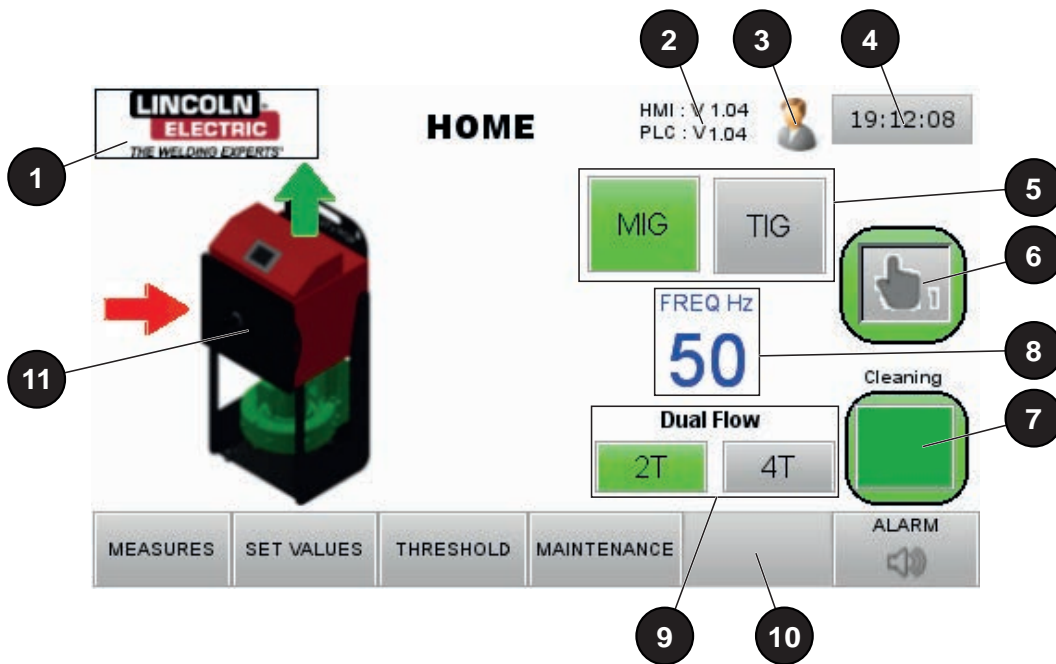 2
3
4
LINCOLN
ELECTRIC
THE WELDING EXPERTS
HOME
HMI : V 1.04
PLC : V1.04
19:12:08
1
5
MIG
TIG
6
1
FREQ Hz
50
8
11
Cleaning
7
Dual Flow
2T
4T
MEASURES
SET VALUES
THRESHOLD
MAINTENANCE
ALARM
9
10